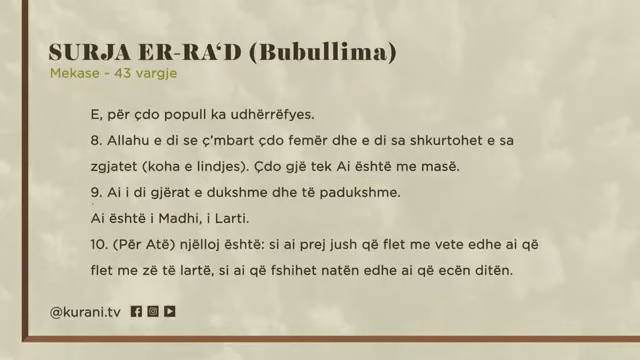 SURJA ER-RA‘D (Bubullima)
Mekase - 43 vargje
E, për çdo popull ka udhërrëfyes.
8. Allahu e di se ç’mbart çdo femër dhe e di sa shkurtohet e sa
zgjatet (koha e lindjes). Çdo gjë tek Ai është me masë.
9. Ai i di gjërat e dukshme dhe të padukshme.
Ai është i Madhi, i Larti.
10. (Për Atë) njëlloj është: si ai prej jush që flet me vete edhe ai që
flet me zë të lartë, si ai që fshihet natën edhe ai që ecën ditën.
@kurani.tv